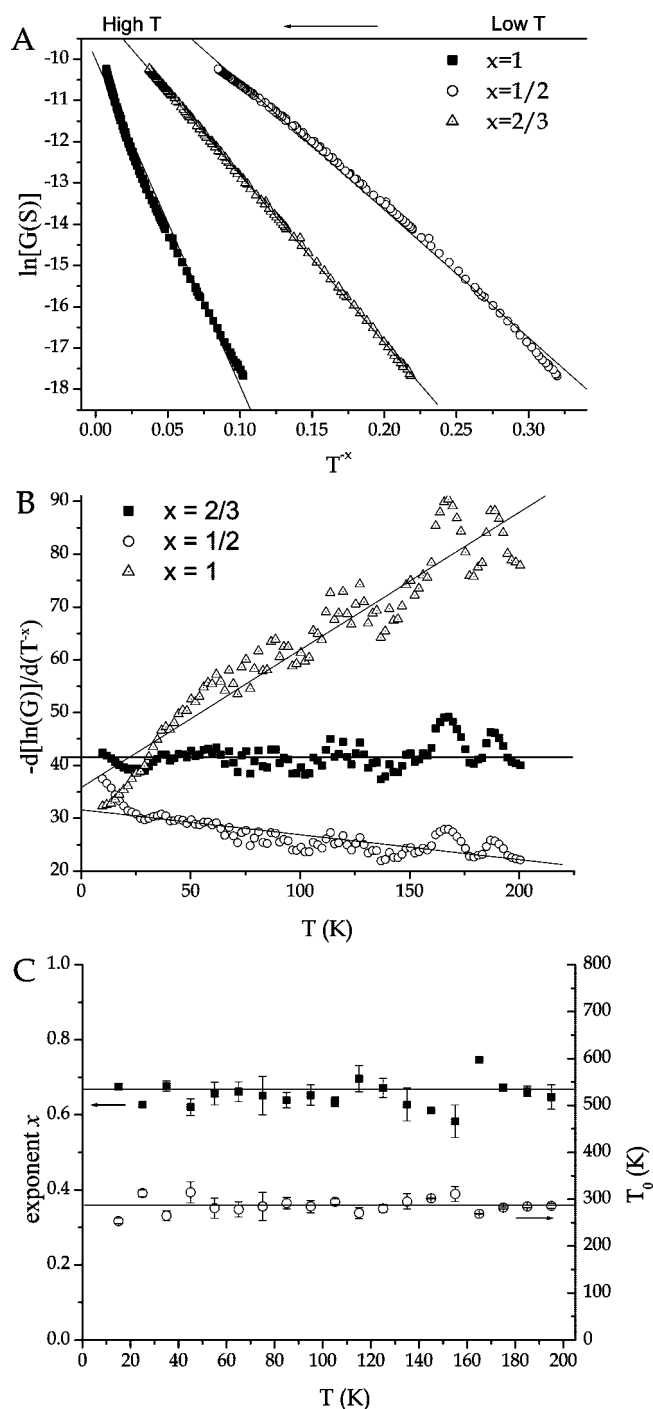 High T Low T
A
x=1
x=1/2
x=2/3
-10
-11
-12
-13
-14
-15
-16
-17
-18
ln[G(S)]
0.00 0.05 0.10 0.15 0.20 0.25 0.30
T^-x
B
x = 2/3
x = 1/2
x = 1
90
80
70
60
50
40
30
20
-d[ln(G)]/d(T^-x)
0 50 100 150 200
T (K)
C
1.0
0.8
0.6
0.4
0.2
0.0
exponent x
800
700
600
500
400
300
200
100
0
T_0 (K)
0 20 40 60 80 100 120 140 160 180 200
T (K)